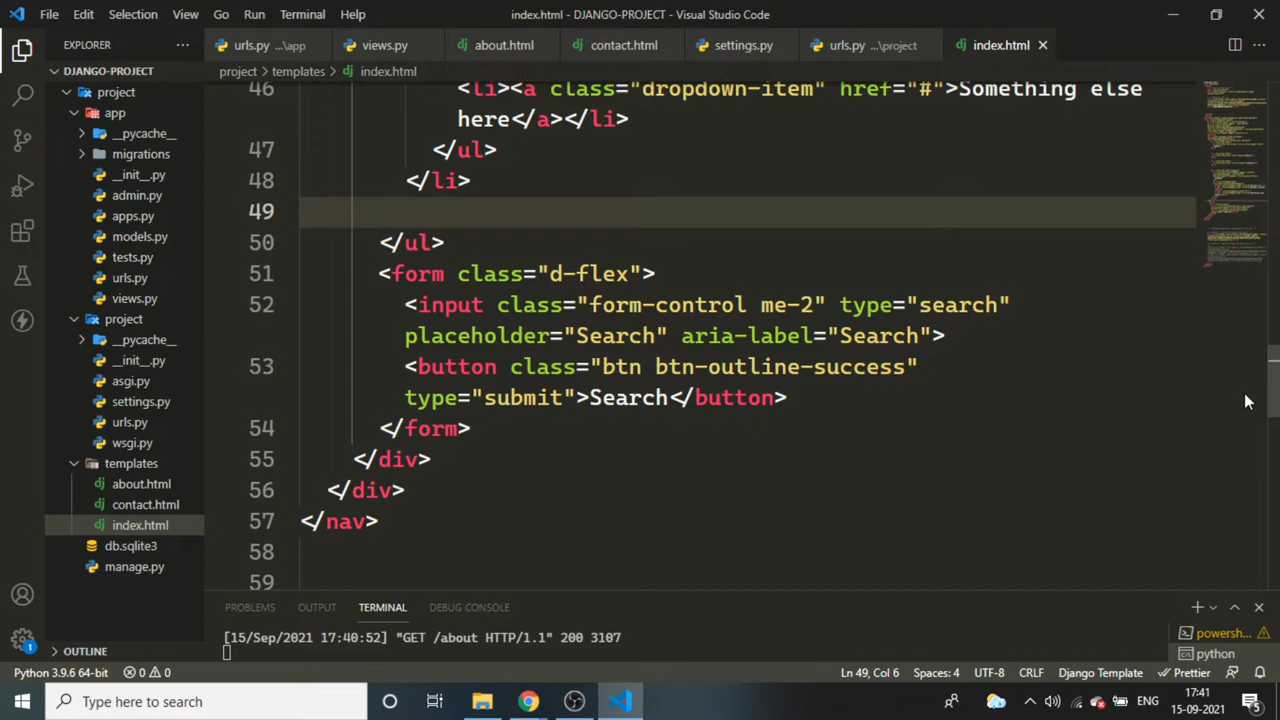 File Edit Selection View Go Run Terminal Help index.html - DJANGO-PROJECT - Visual Studio Code
EXPLORER
urls.py ...\app views.py about.html contact.html settings.py urls.py ...\project index.html
DJANGO-PROJECT
project
app
__pycache__
migrations
__init__.py
admin.py
apps.py
models.py
tests.py
urls.py
views.py
project
__pycache__
__init__.py
asgi.py
settings.py
urls.py
wsgi.py
templates
about.html
contact.html
index.html
db.sqlite3
manage.py
OUTLINE
project > templates > index.html
46 <li><a class="dropdown-item" href="#">Something else
here</a></li>
47 </ul>
48 </li>
49
50 </ul>
51 <form class="d-flex">
52 <input class="form-control me-2" type="search"
placeholder="Search" aria-label="Search">
53 <button class="btn btn-outline-success"
type="submit">Search</button>
54 </form>
55 </div>
56 </div>
57 </nav>
58
59
PROBLEMS OUTPUT TERMINAL DEBUG CONSOLE
[15/Sep/2021 17:40:52] "GET /about HTTP/1.1" 200 3107
powersh...
python
1
Python 3.9.6 64-bit 0 0 Ln 49, Col 6 Spaces: 4 UTF-8 CRLF Django Template Prettier
Type here to search
ENG
17:41
15-09-2021
5